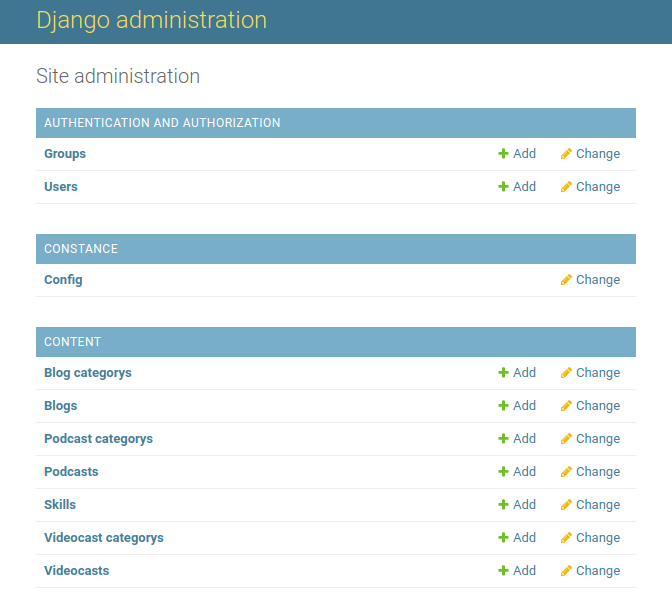 Django administration
Site administration
AUTHENTICATION AND AUTHORIZATION
Groups Add Change
Users Add Change
CONSTANCE
Config Change
CONTENT
Blog categorys Add Change
Blogs Add Change
Podcast categorys Add Change
Podcasts Add Change
Skills Add Change
Videocast categorys Add Change
Videocasts Add Change